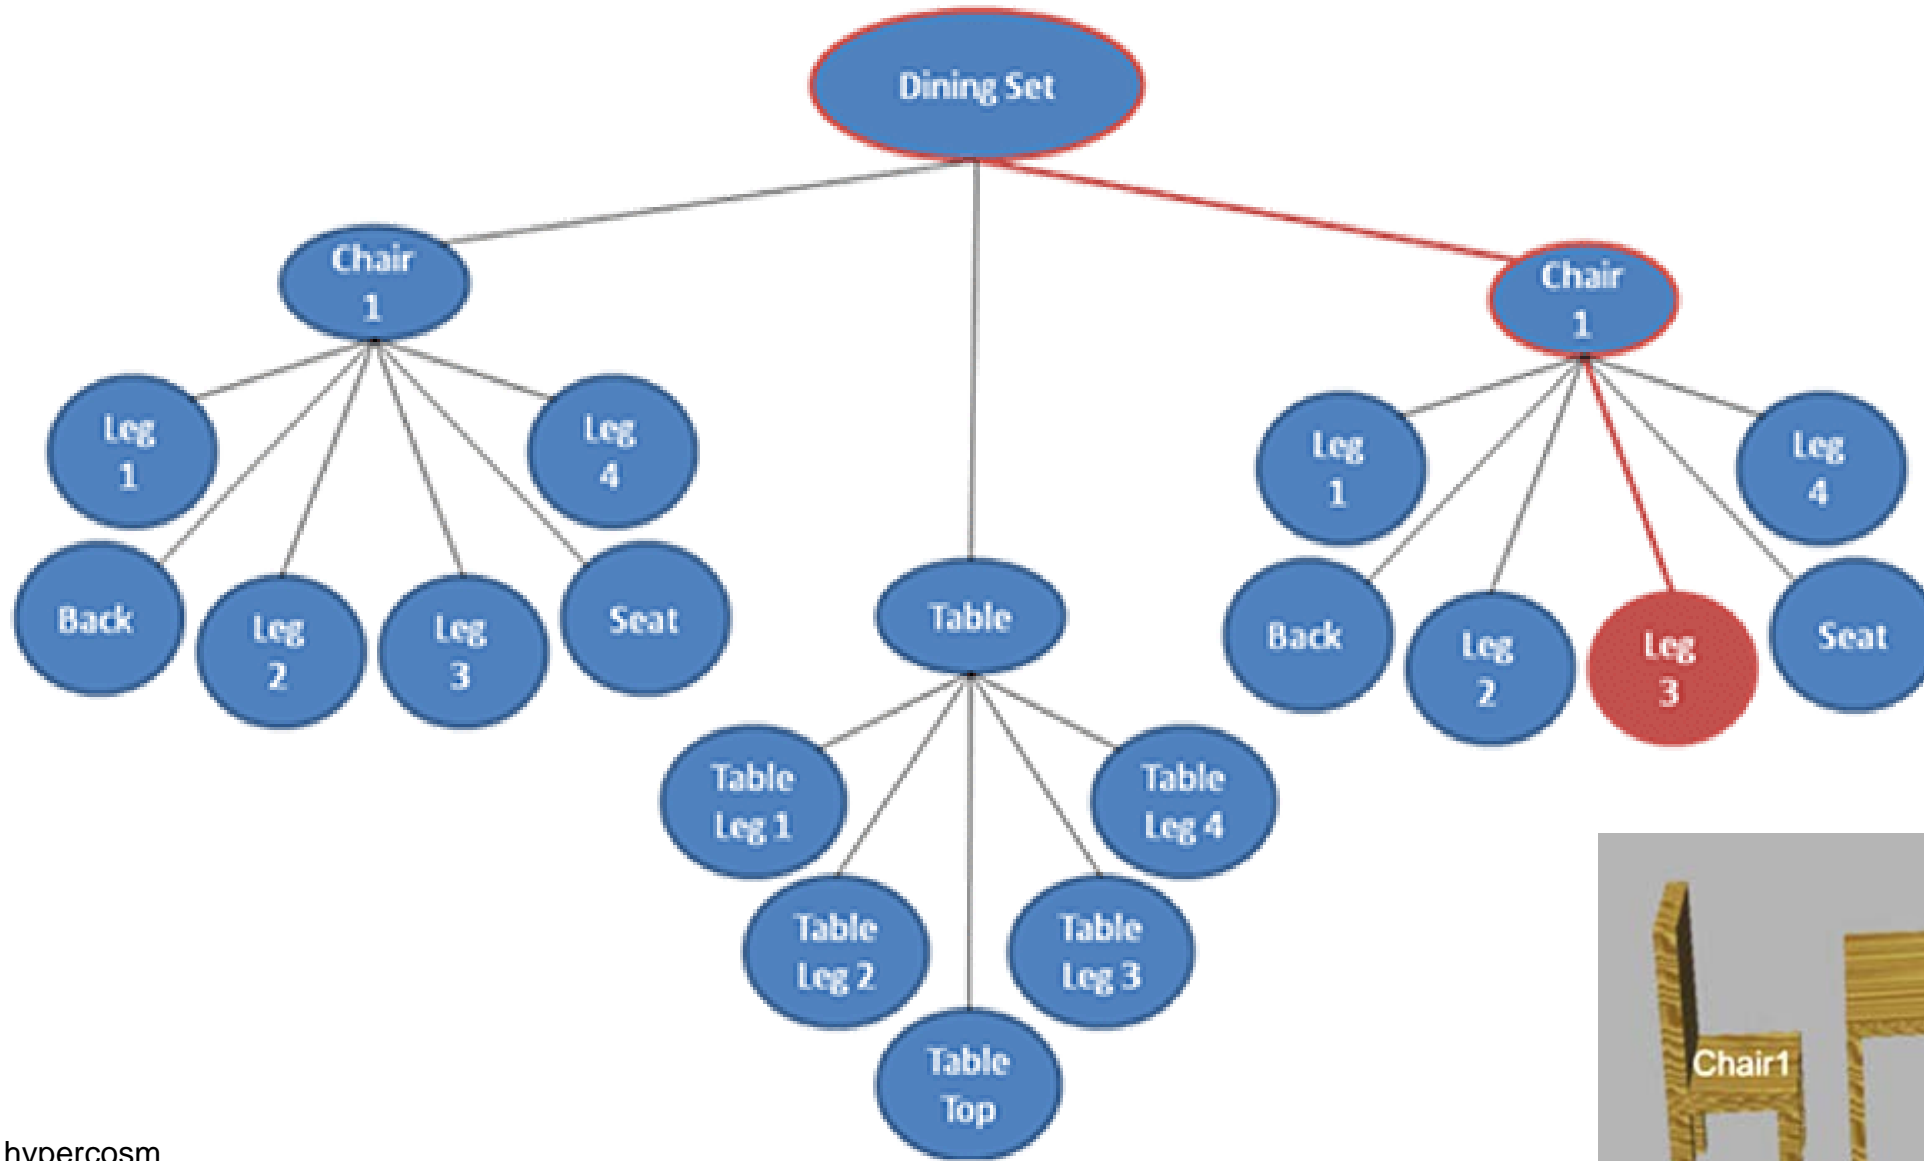 Dining Set
Chair
1
Leg
1
Back
Leg
2
Leg
3
Seat
Leg
4
Table
Table
Leg 1
Table
Leg 2
Table
Top
Table
Leg 3
Table
Leg 4
Chair
1
Leg
1
Back
Leg
2
Leg
3
Seat
Leg
4
Chair1
hypercosm